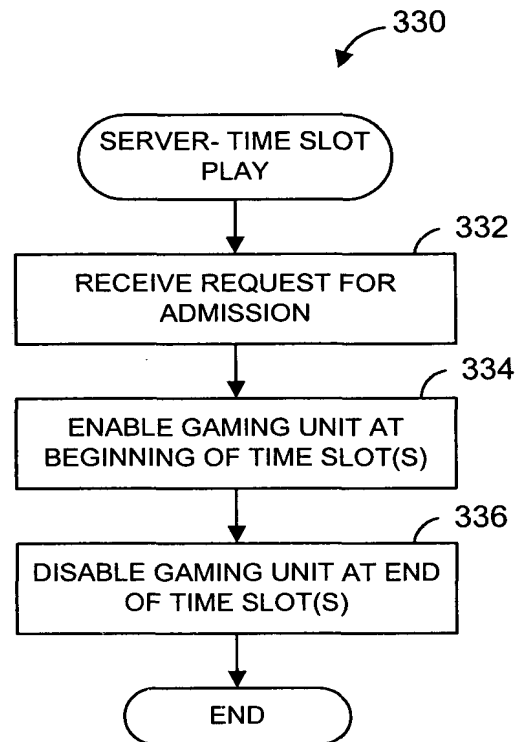 330
SERVER- TIME SLOT
PLAY
332
RECEIVE REQUEST FOR
ADMISSION
334
ENABLE GAMING UNIT AT
BEGINNING OF TIME SLOT(S)
336
DISABLE GAMING UNIT AT END
OF TIME SLOT(S)
END